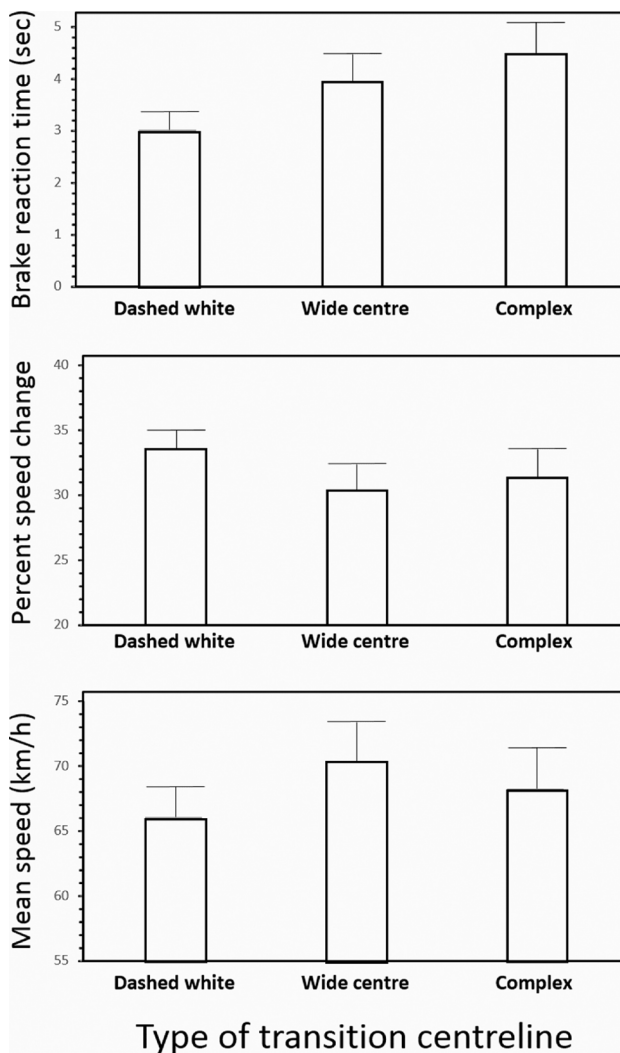 Brake reaction time (sec)
5
4
3
2
1
0
Dashed white Wide centre Complex
Percent speed change
40
35
30
25
20
Dashed white Wide centre Complex
Mean speed (km/h)
75
70
65
60
55
Dashed white Wide centre Complex
Type of transition centreline